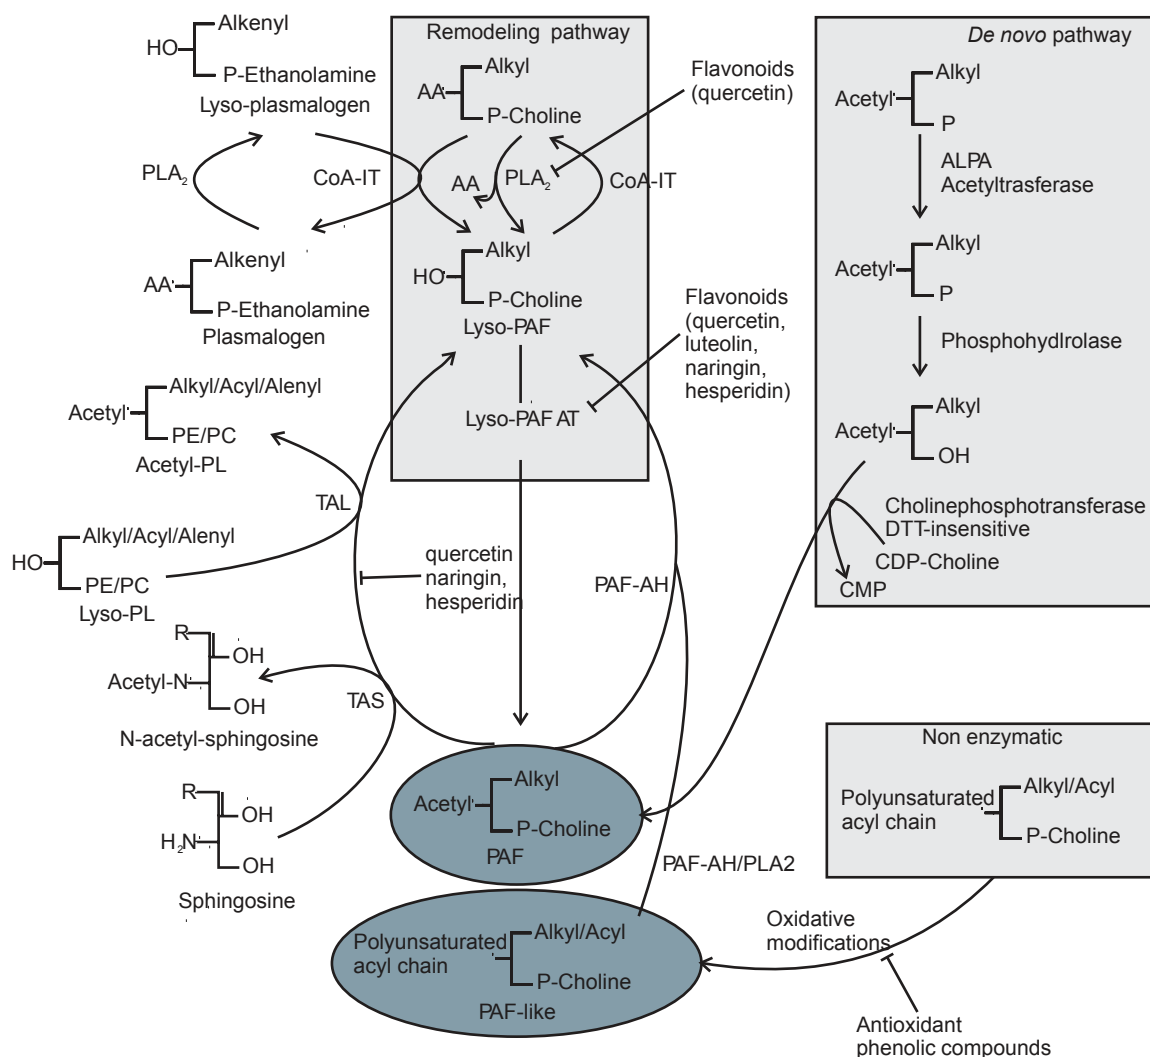 Alkenyl
HO
P-Ethanolamine
Lyso-plasmalogen
PLA₂
CoA-IT
Alkenyl
AA
P-Ethanolamine
Plasmalogen
Remodeling pathway
Alkyl
AA
P-Choline
AA
PLA₂
CoA-IT
Alkyl
HO
P-Choline
Lyso-PAF
Lyso-PAF AT
Flavonoids
(quercetin)
Flavonoids
(quercetin,
luteolin,
naringin,
hesperidin)
De novo pathway
Alkyl
Acetyl
P
ALPA
Acetyltrasferase
Alkyl
Acetyl
P
Phosphohydlrolase
Alkyl
Acetyl
OH
Cholinephosphotransferase
DTT-insensitive
CDP-Choline
CMP
Alkyl/Acyl/Alenyl
Acetyl
PE/PC
Acetyl-PL
TAL
Alkyl/Acyl/Alenyl
HO
PE/PC
Lyso-PL
quercetin
naringin,
hesperidin
PAF-AH
R
OH
Acetyl-N
OH
N-acetyl-sphingosine
TAS
R
OH
H₂N
OH
Sphingosine
Alkyl
Acetyl
P-Choline
PAF
PAF-AH/PLA2
Polyunsaturated
acyl chain
Alkyl/Acyl
P-Choline
PAF-like
Non enzymatic
Polyunsaturated
acyl chain
Alkyl/Acyl
P-Choline
Oxidative
modifications
Antioxidant
phenolic compounds